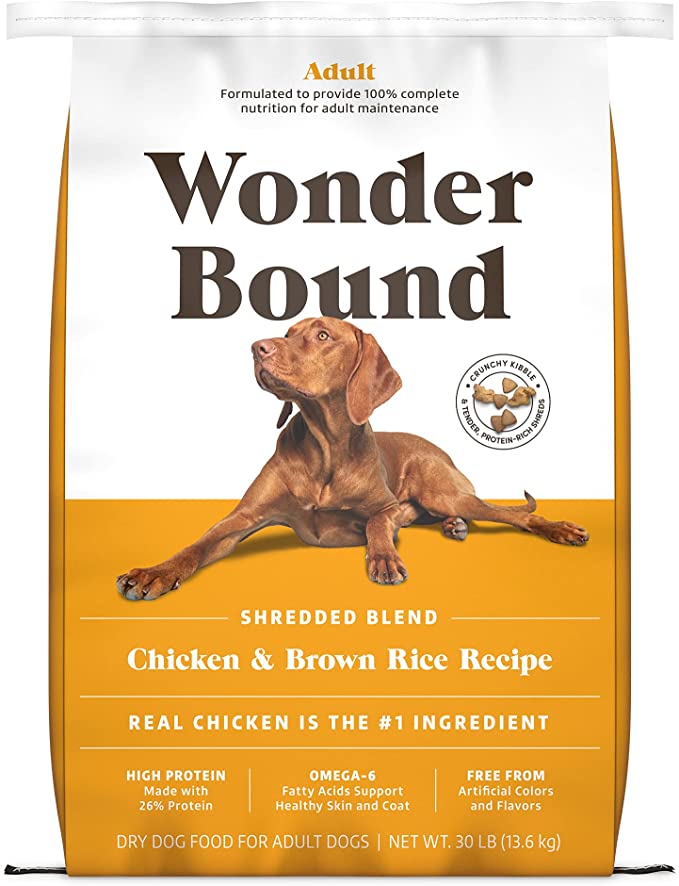 Adult
Formulated to provide 100% complete
nutrition for adult maintenance
Wonder
Bound
CRUNCHY KIBBLE
& TENDER, PROTEIN-RICH SHREDS
SHREDDED BLEND
Chicken & Brown Rice Recipe
REAL CHICKEN IS THE #1 INGREDIENT
HIGH PROTEIN
Made with
26% Protein
OMEGA-6
Fatty Acids Support
Healthy Skin and Coat
FREE FROM
Artificial Colors
and Flavors
DRY DOG FOOD FOR ADULT DOGS | NET WT. 30 LB (13.6 kg)